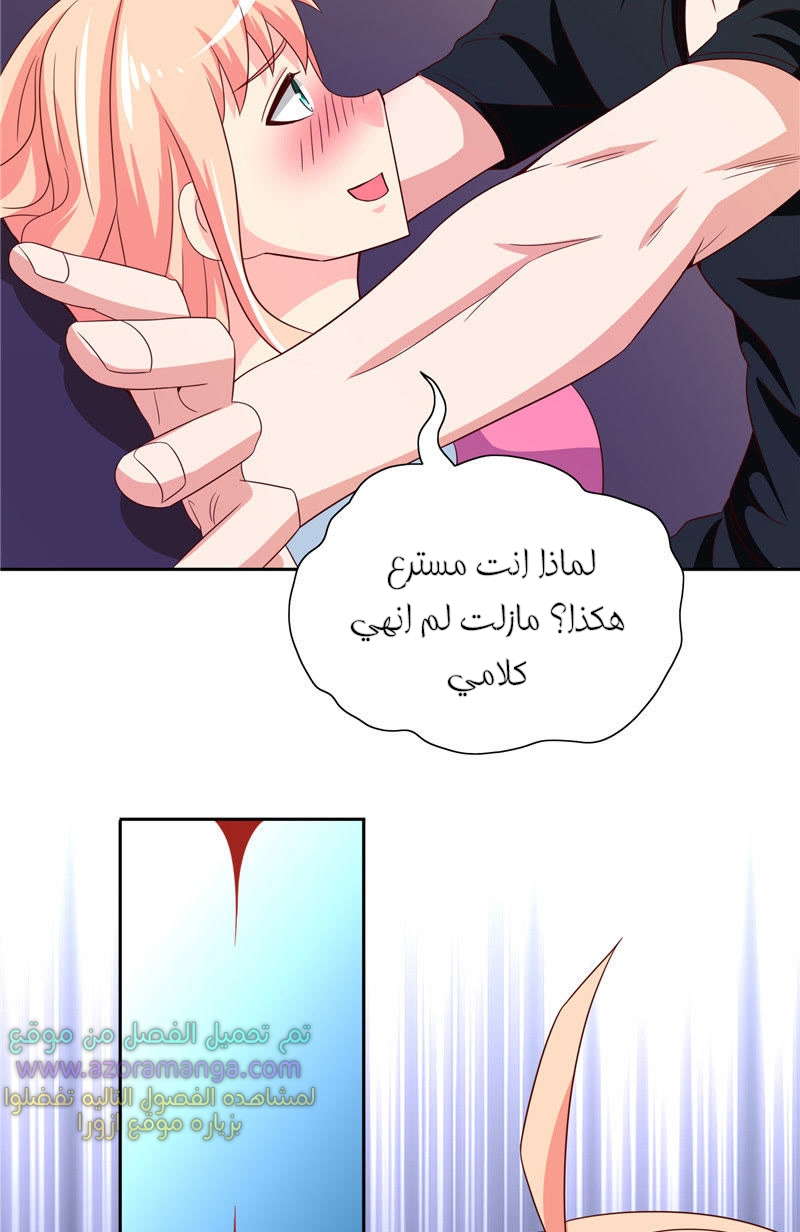 لماذا انت مسترع
هكذا؟ مازلت لم انهي
كلامي
تم تحميل الفصل من موقع
www.azoramanga.com
لمشاهده الفصول التاليه تفضلوا
بزياره موقع ازورا